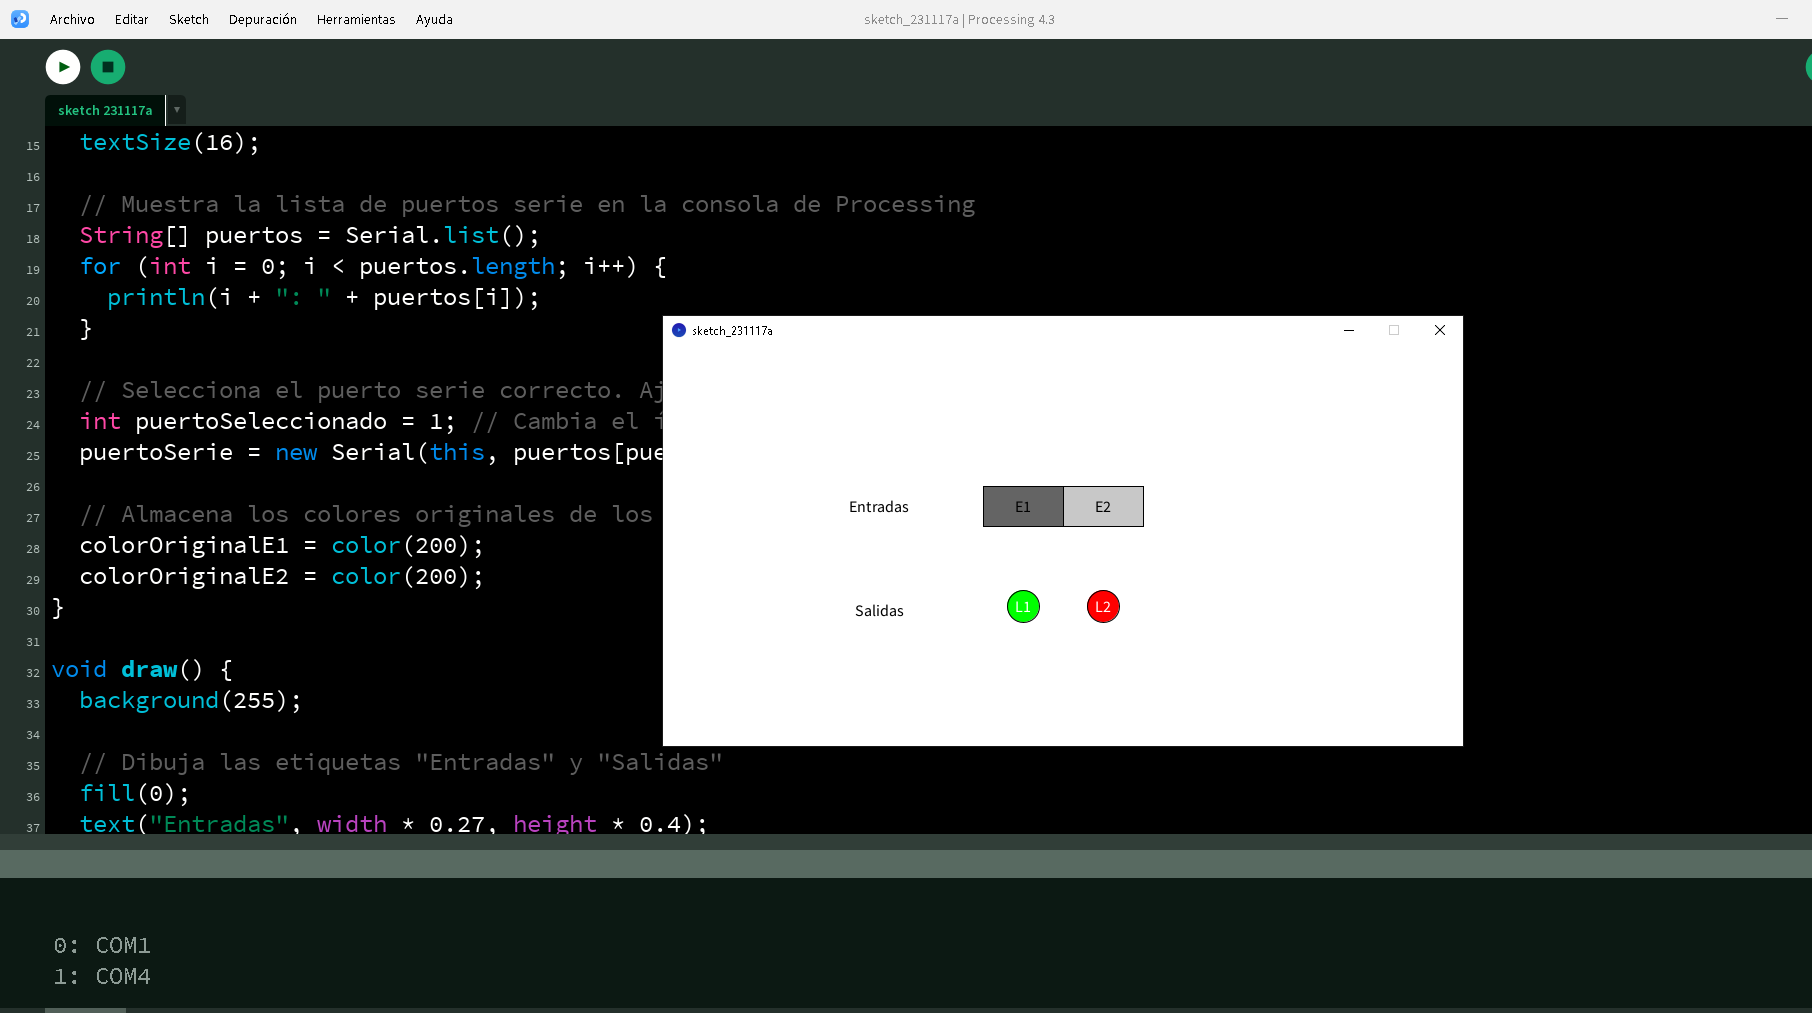 Archivo Editar Sketch Depuración Herramientas Ayuda
sketch_231117a | Processing 4.3
sketch 231117a
15 textSize(16);
16
17 // Muestra la lista de puertos serie en la consola de Processing
18 String[] puertos = Serial.list();
19 for (int i = 0; i < puertos.length; i++) {
20 println(i + ": " + puertos[i]);
21 }
22
23 // Selecciona el puerto serie correcto. Aj
24 int puertoSeleccionado = 1; // Cambia el í
25 puertoSerie = new Serial(this, puertos[pue
26
27 // Almacena los colores originales de los
28 colorOriginalE1 = color(200);
29 colorOriginalE2 = color(200);
30 }
31
32 void draw() {
33 background(255);
34
35 // Dibuja las etiquetas "Entradas" y "Salidas"
36 fill(0);
37 text("Entradas", width * 0.27, height * 0.4);
sketch_231117a
Entradas E1 E2
Salidas L1 L2
0: COM1
1: COM4